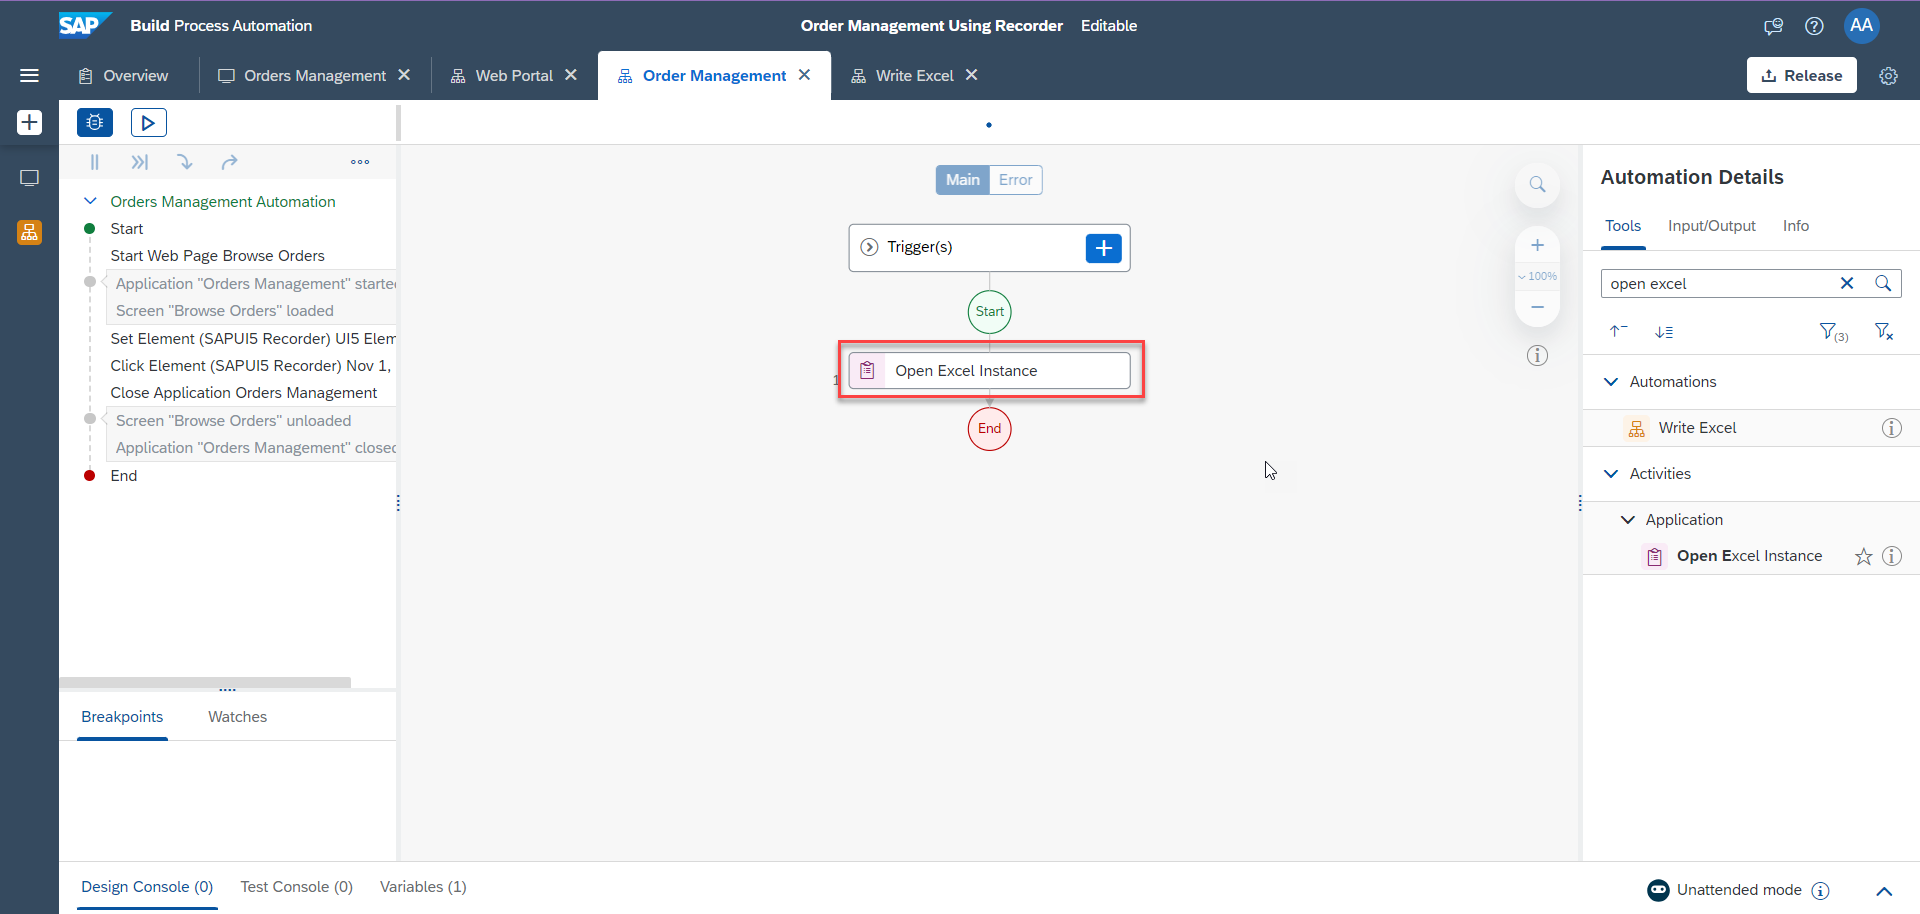 SAP Build Process Automation
Order Management Using Recorder Editable
AA
Overview
Orders Management
Web Portal
Order Management
Write Excel
Release
Orders Management Automation
Start
Start Web Page Browse Orders
Application "Orders Management" starte
Screen "Browse Orders" loaded
Set Element (SAPUI5 Recorder) UI5 Elem
Click Element (SAPUI5 Recorder) Nov 1,
Close Application Orders Management
Screen "Browse Orders" unloaded
Application "Orders Management" closed
End
Breakpoints
Watches
Main
Error
Trigger(s)
Start
1
Open Excel Instance
End
100%
Automation Details
Tools
Input/Output
Info
open excel
(3)
Automations
Write Excel
Activities
Application
Open Excel Instance
Design Console (0)
Test Console (0)
Variables (1)
Unattended mode